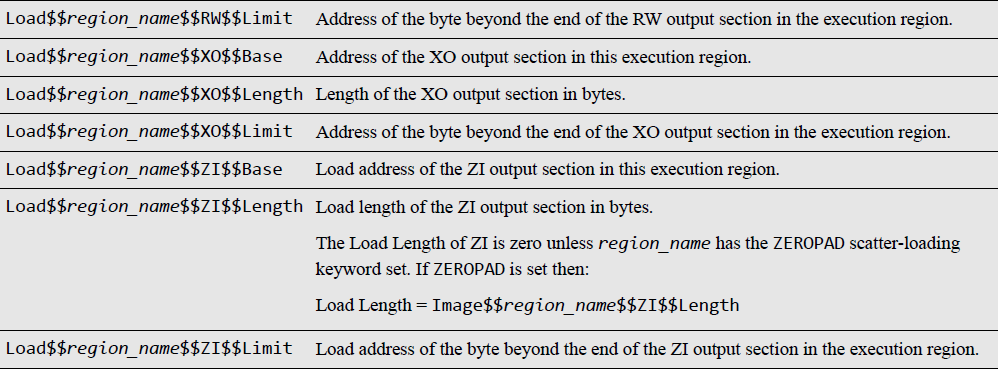 Load$$region_name$$RW$$Limit Address of the byte beyond the end of the RW output section in the execution region.
Load$$region_name$$XO$$Base Address of the XO output section in this execution region.
Load$$region_name$$XO$$Length Length of the XO output section in bytes.
Load$$region_name$$XO$$Limit Address of the byte beyond the end of the XO output section in the execution region.
Load$$region_name$$ZI$$Base Load address of the ZI output section in this execution region.
Load$$region_name$$ZI$$Length Load length of the ZI output section in bytes.
The Load Length of ZI is zero unless region_name has the ZEROPAD scatter-loading
keyword set. If ZEROPAD is set then:
Load Length = Image$$region_name$$ZI$$Length
Load$$region_name$$ZI$$Limit Load address of the byte beyond the end of the ZI output section in the execution region.